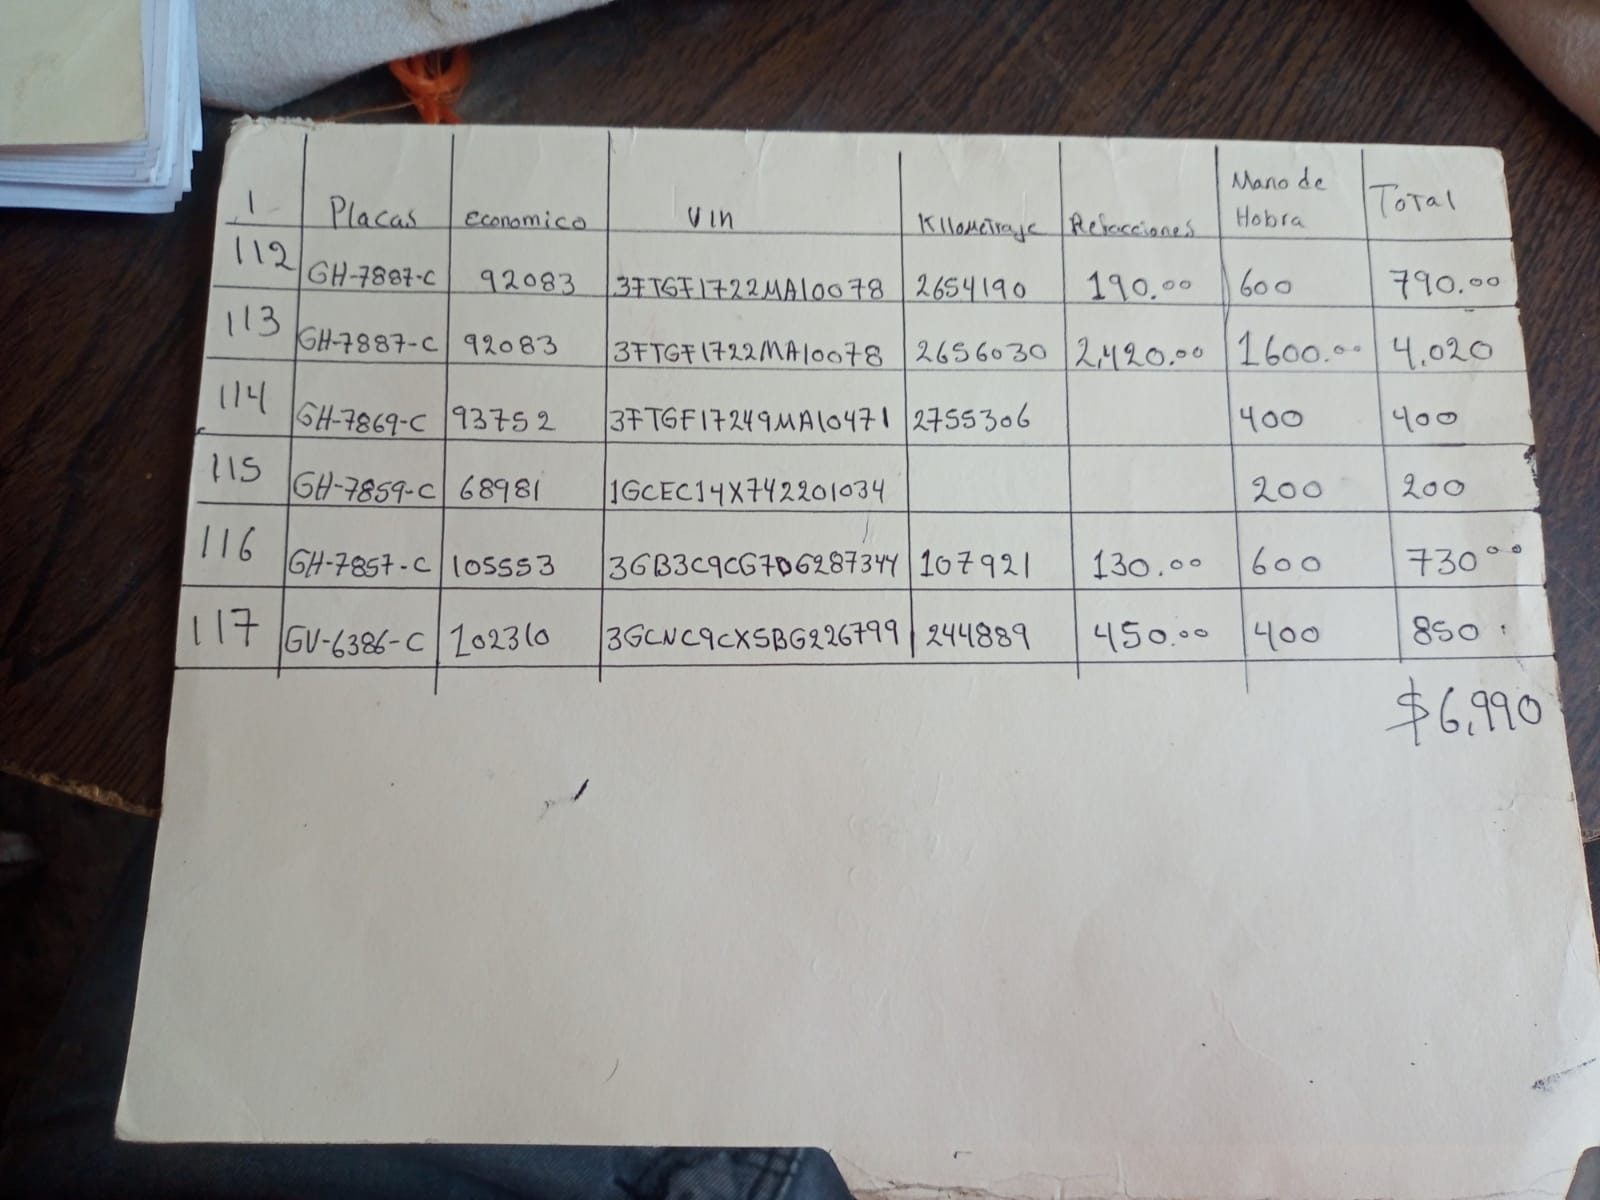 1 Placas economico VIN Kilometraje Refacciones Mano de Hobra Total
112 GH-7887-C 92083 3FTGF1722MA10078 2654190 190.00 600 790.00
113 GH-7887-C 92083 3FTGF1722MA10078 2656030 2,420.00 1600.00 4,020
114 GH-7869-C 93752 3FTGF17249MA10471 2755306 400 400
115 GH-7859-C 68981 1GCEC14X742201034 200 200
116 GH-7857-C 105553 3GB3C9CG7DG287344 107921 130.00 600 730.00
117 GV-6386-C 102310 3GCNC9CX5BG226799 244889 450.00 400 850
$6,990